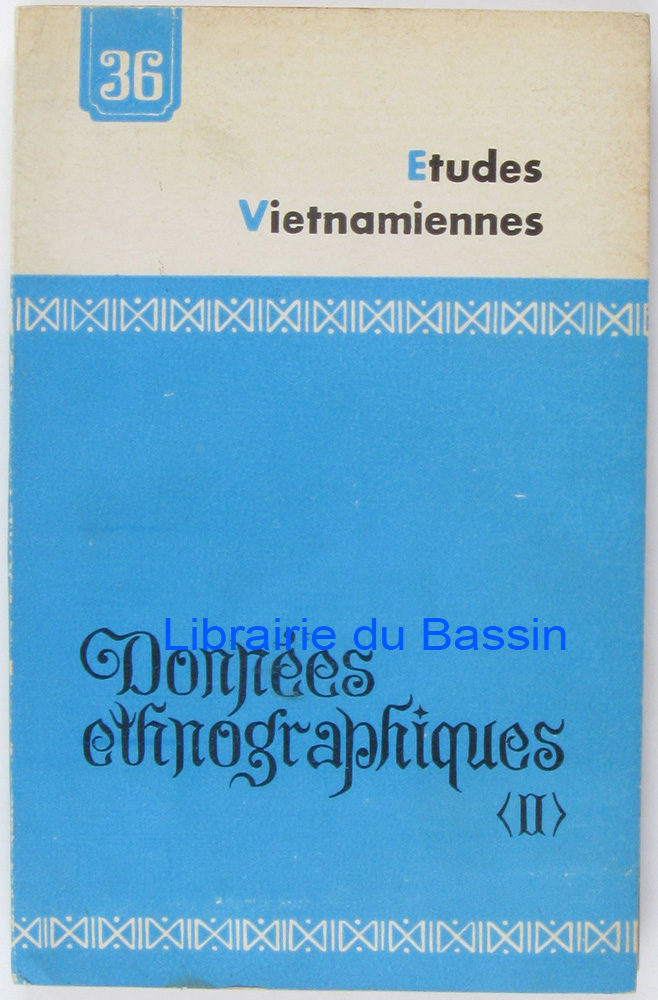 36
Etudes
Vietnamiennes
Librairie du Bassin
Données
ethnographiques
<II>